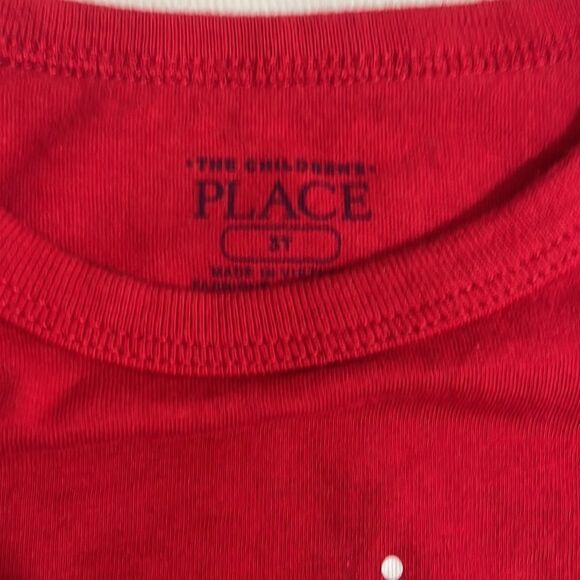 ·THE CHILDREN'S·
PLACE
3T
MADE IN